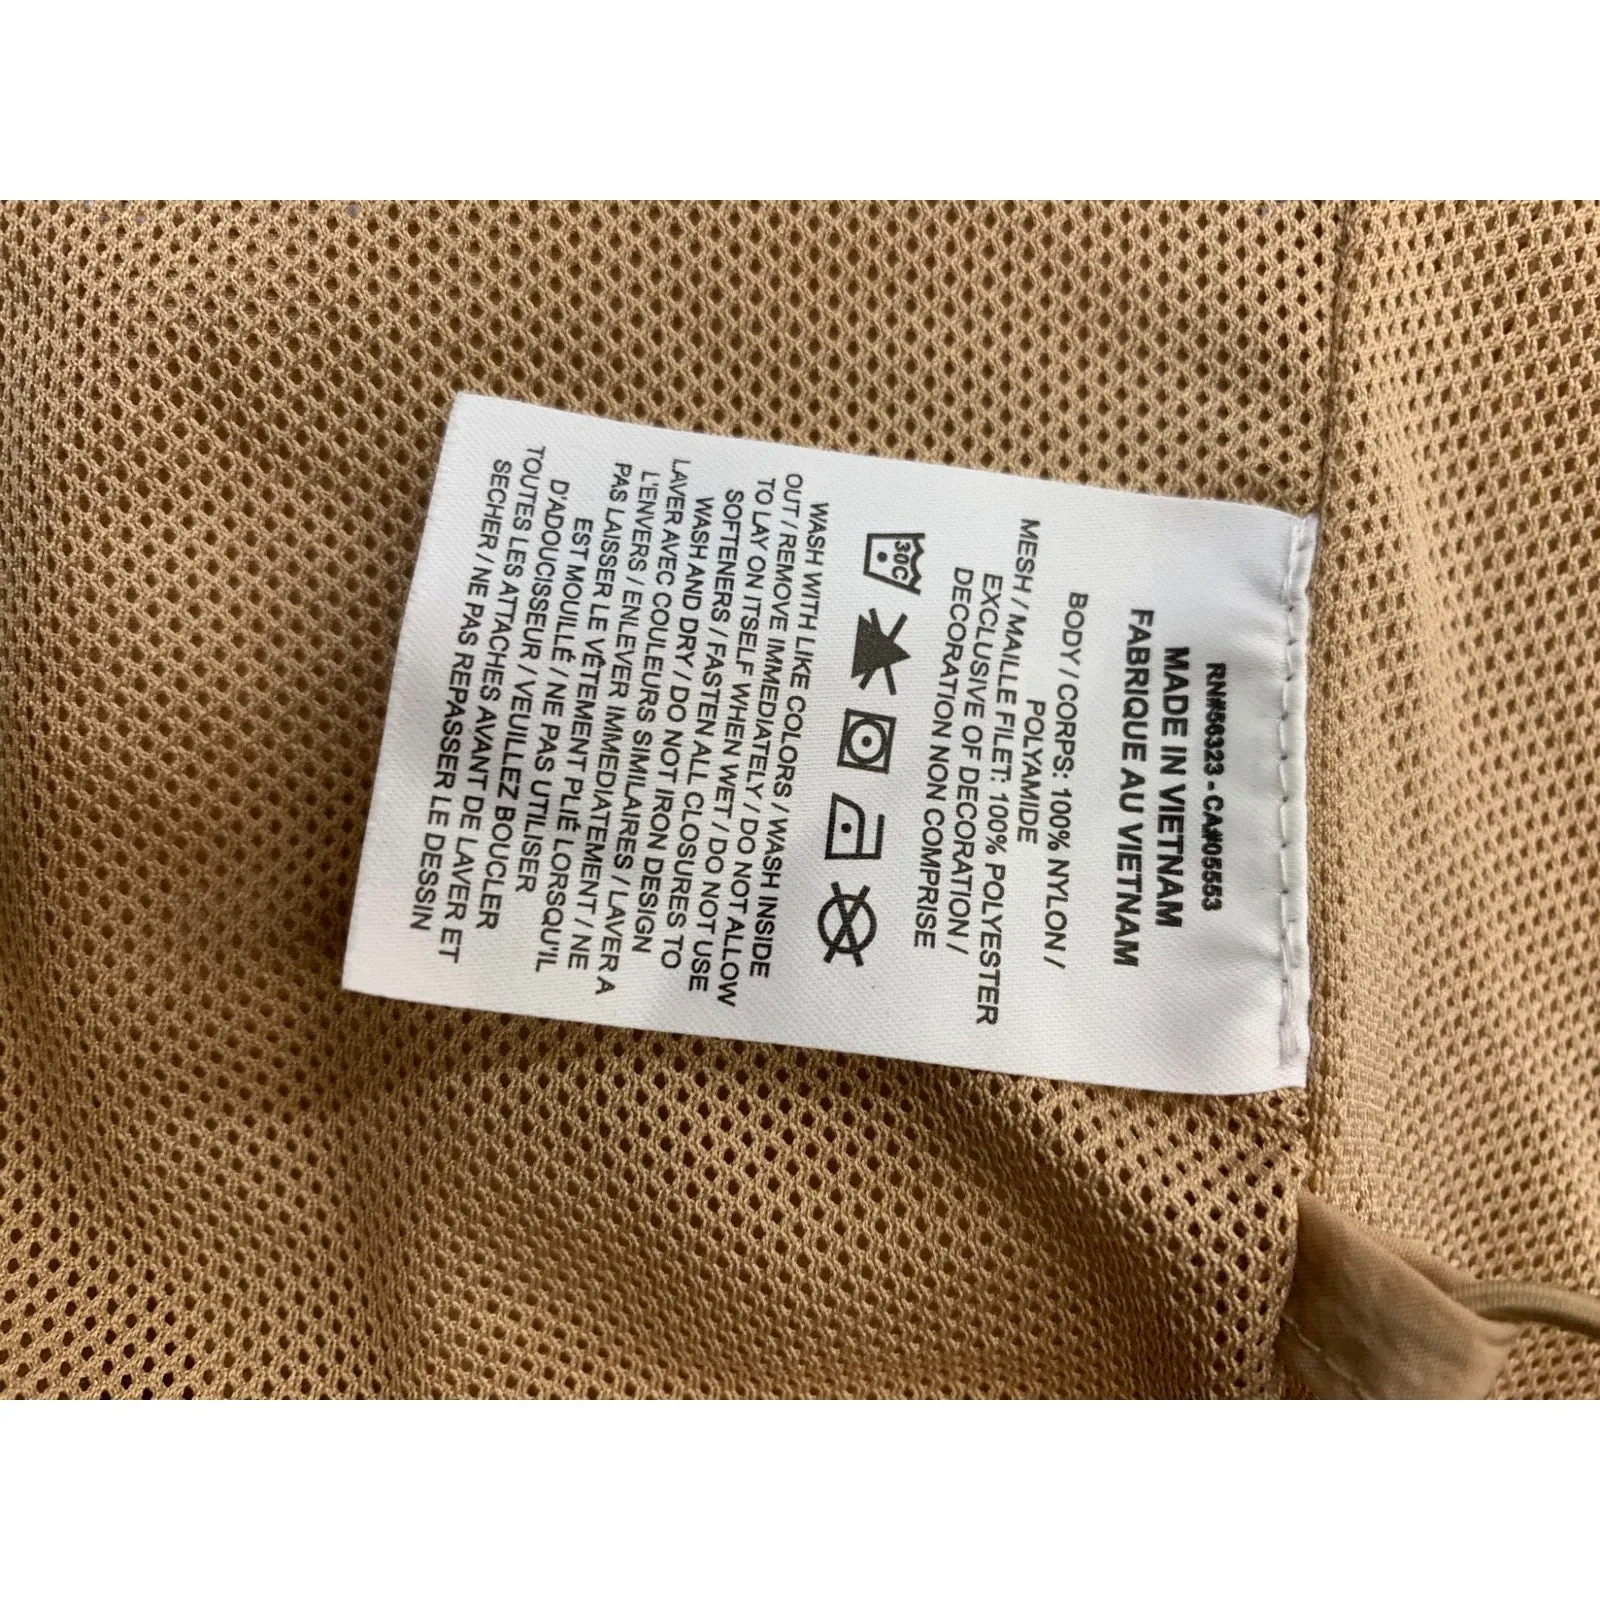 RN#56323 - CA#05553
MADE IN VIETNAM
FABRIQUE AU VIETNAM
BODY / CORPS: 100% NYLON /
POLYAMIDE
MESH / MAILLE FILET: 100% POLYESTER
EXCLUSIVE OF DECORATION /
DECORATION NON COMPRISE
30C
WASH WITH LIKE COLORS / WASH INSIDE
OUT / REMOVE IMMEDIATELY / DO NOT ALLOW
TO LAY ON ITSELF WHEN WET / DO NOT USE
SOFTENERS / FASTEN ALL CLOSURES TO
WASH AND DRY / DO NOT IRON DESIGN
LAVER AVEC COULEURS SIMILAIRES / LAVER A
L'ENVERS / ENLEVER IMMEDIATEMENT / NE
PAS LAISSER LE VÊTEMENT PLIÉ LORSQU'IL
EST MOUILLÉ / NE PAS UTILISER
D'ADOUCISSEUR / VEUILLEZ BOUCLER
TOUTES LES ATTACHES AVANT DE LAVER ET
SECHER / NE PAS REPASSER LE DESSIN